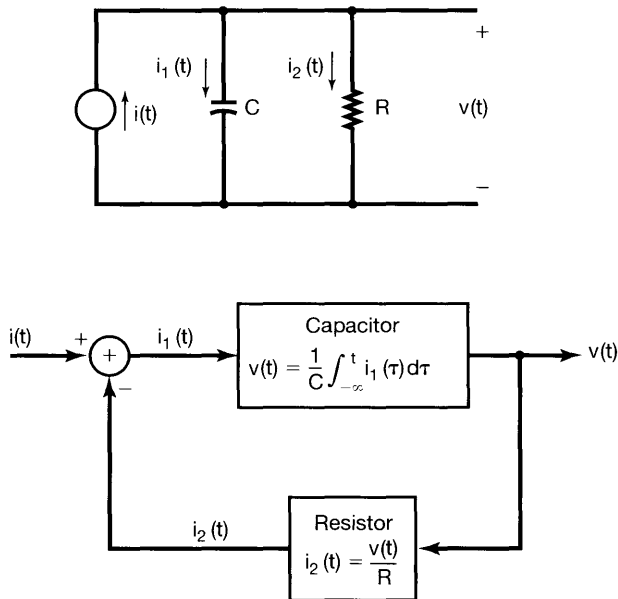 +
i₁ (t)
i₂ (t)
i(t)
C
R
v(t)
−
i(t)
+
+
−
i₁ (t)
Capacitor
v(t) = 1/C ∫_{−∞}^{t} i₁ (τ) dτ
v(t)
i₂ (t)
Resistor
i₂ (t) = v(t)/R